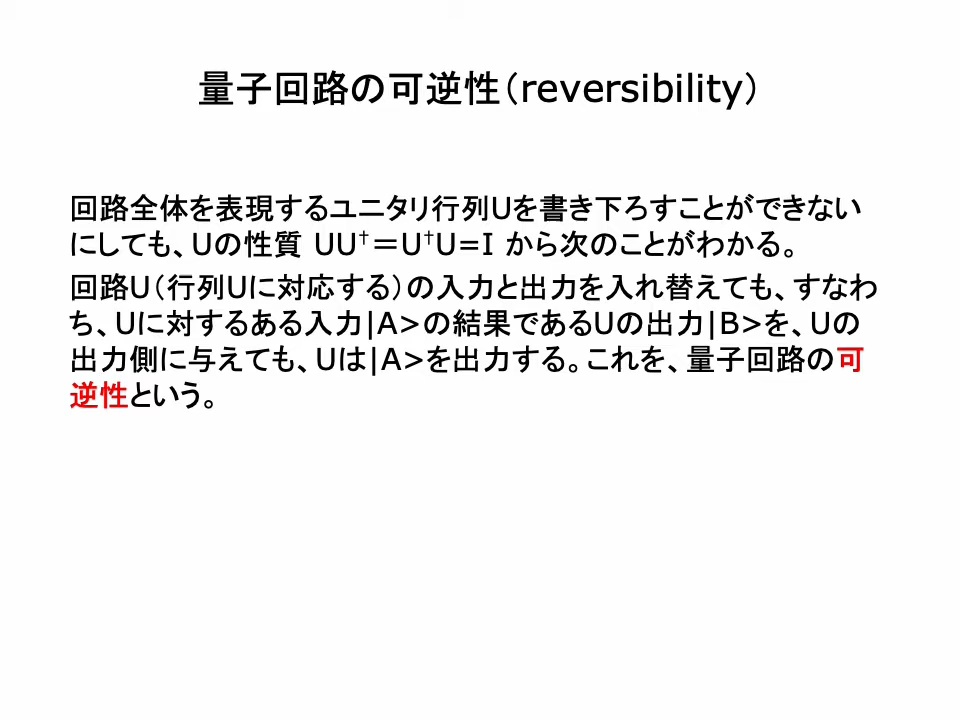 量子回路の可逆性（reversibility）
回路全体を表現するユニタリ行列Uを書き下ろすことができない
にしても、Uの性質 UU†＝U†U=I から次のことがわかる。
回路U（行列Uに対応する）の入力と出力を入れ替えても、すなわ
ち、Uに対するある入力|A>の結果であるUの出力|B>を、Uの
出力側に与えても、Uは|A>を出力する。これを、量子回路の可
逆性という。